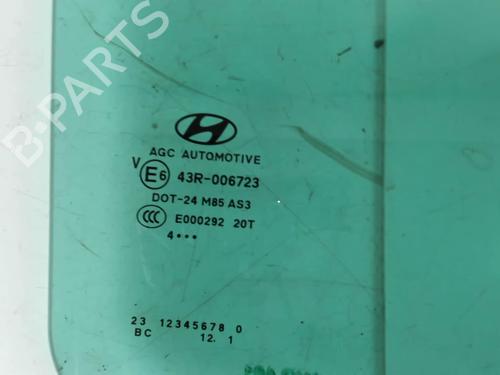 B-PARTS
AGC AUTOMOTIVE
V E6 43R-006723
DOT-24 M85 AS3
CCC E000292 20T
4•••
23 12345678 0
BC 12. 1